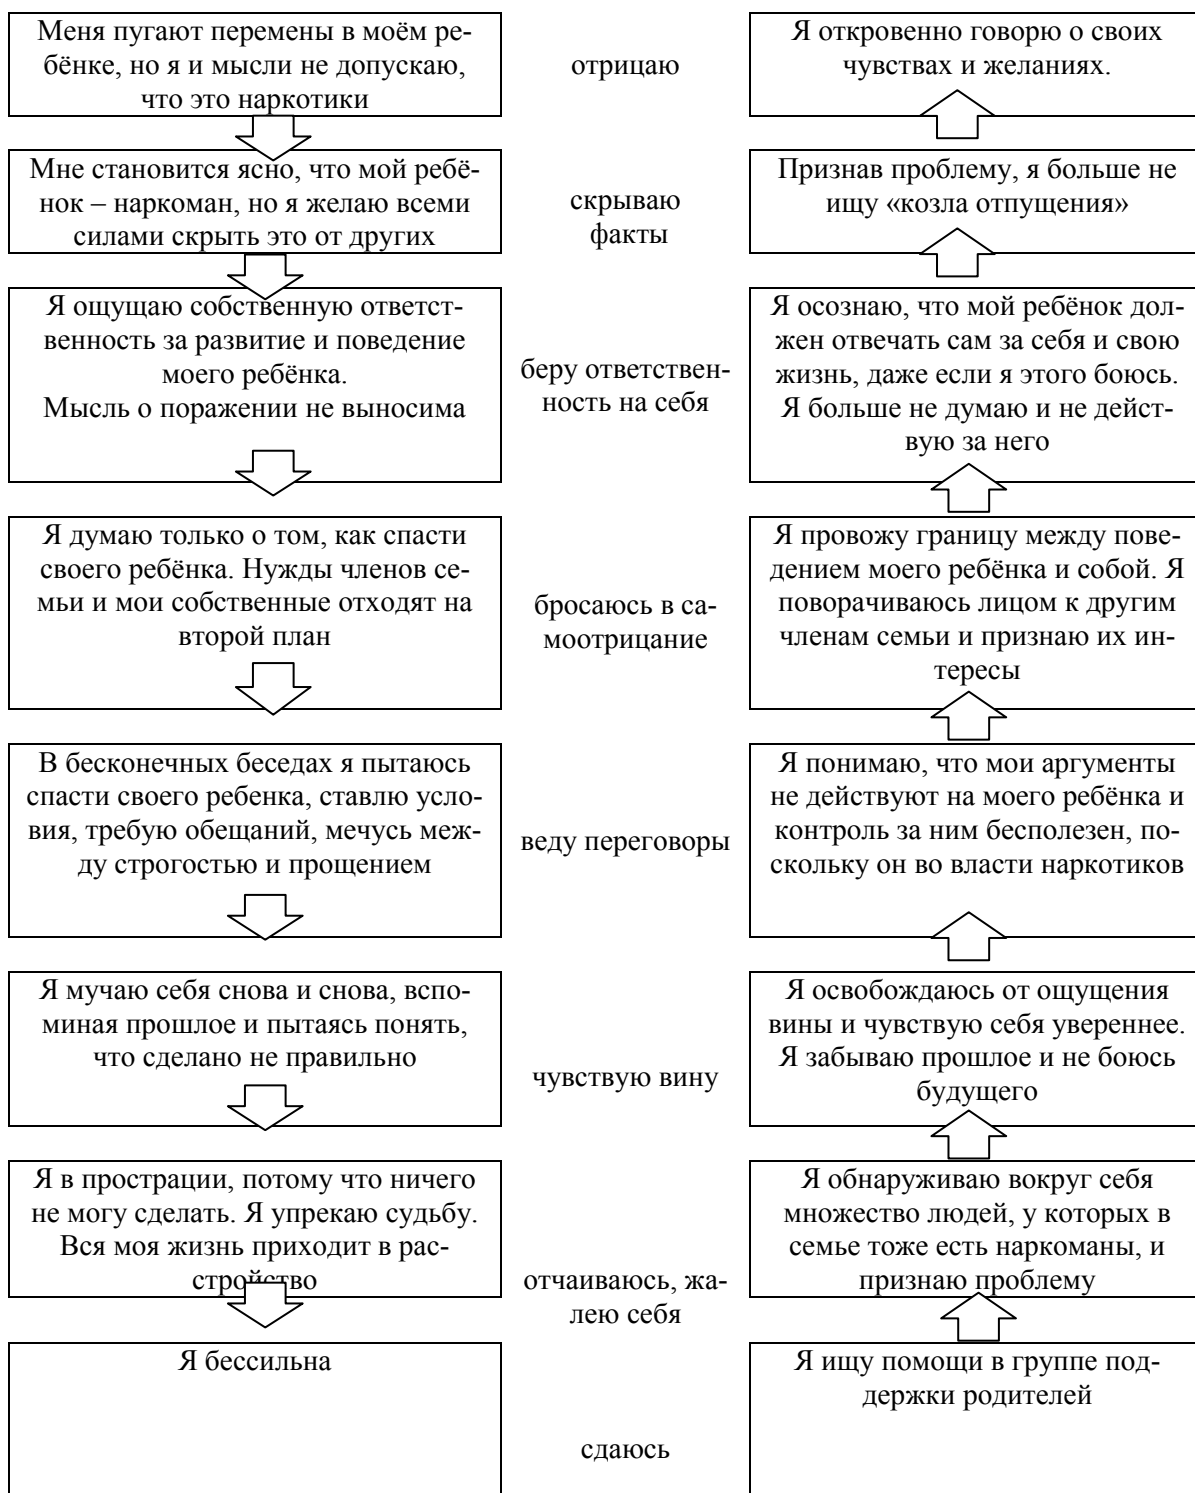 Меня пугают перемены в моём ре-
бёнке, но я и мысли не допускаю,
что это наркотики
отрицаю
Я откровенно говорю о своих
чувствах и желаниях.
Мне становится ясно, что мой ребё-
нок – наркоман, но я желаю всеми
силами скрыть это от других
скрываю
факты
Признав проблему, я больше не
ищу «козла отпущения»
Я ощущаю собственную ответст-
венность за развитие и поведение
моего ребёнка.
Мысль о поражении не выносима
беру ответствен-
ность на себя
Я осознаю, что мой ребёнок дол-
жен отвечать сам за себя и свою
жизнь, даже если я этого боюсь.
Я больше не думаю и не дейст-
вую за него
Я думаю только о том, как спасти
своего ребёнка. Нужды членов се-
мьи и мои собственные отходят на
второй план
бросаюсь в са-
моотрицание
Я провожу границу между пове-
дением моего ребёнка и собой. Я
поворачиваюсь лицом к другим
членам семьи и признаю их ин-
тересы
В бесконечных беседах я пытаюсь
спасти своего ребенка, ставлю усло-
вия, требую обещаний, мечусь меж-
ду строгостью и прощением
веду переговоры
Я понимаю, что мои аргументы
не действуют на моего ребёнка и
контроль за ним бесполезен, по-
скольку он во власти наркотиков
Я мучаю себя снова и снова, вспо-
миная прошлое и пытаясь понять,
что сделано не правильно
чувствую вину
Я освобождаюсь от ощущения
вины и чувствую себя увереннее.
Я забываю прошлое и не боюсь
будущего
Я в прострации, потому что ничего
не могу сделать. Я упрекаю судьбу.
Вся моя жизнь приходит в рас-
стройство
отчаиваюсь, жа-
лею себя
Я обнаруживаю вокруг себя
множество людей, у которых в
семье тоже есть наркоманы, и
признаю проблему
Я бессильна
сдаюсь
Я ищу помощи в группе под-
держки родителей